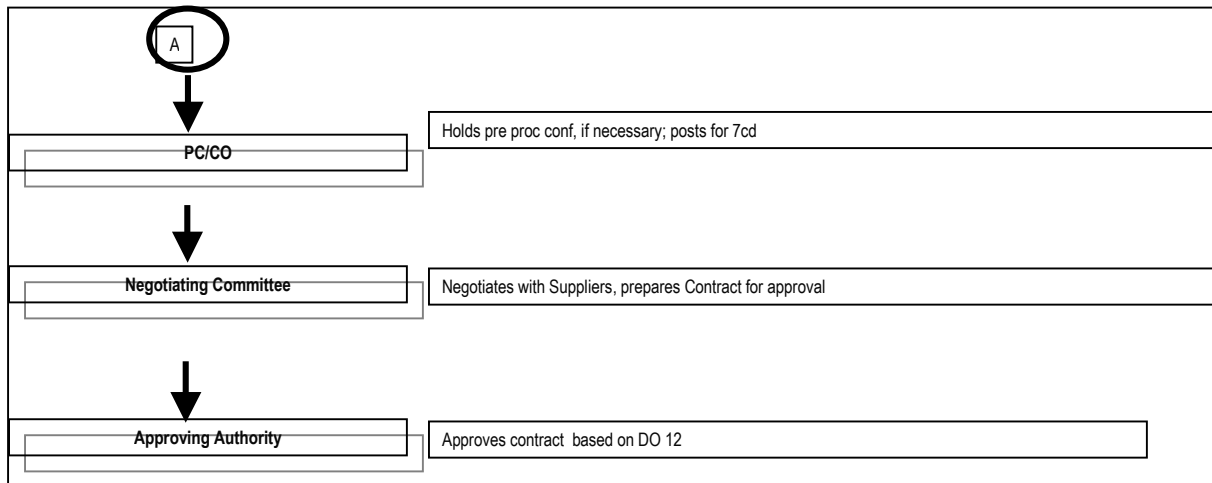 A
Holds pre proc conf, if necessary; posts for 7cd
PC/CO
Negotiating Committee
Negotiates with Suppliers, prepares Contract for approval
Approving Authority
Approves contract based on DO 12